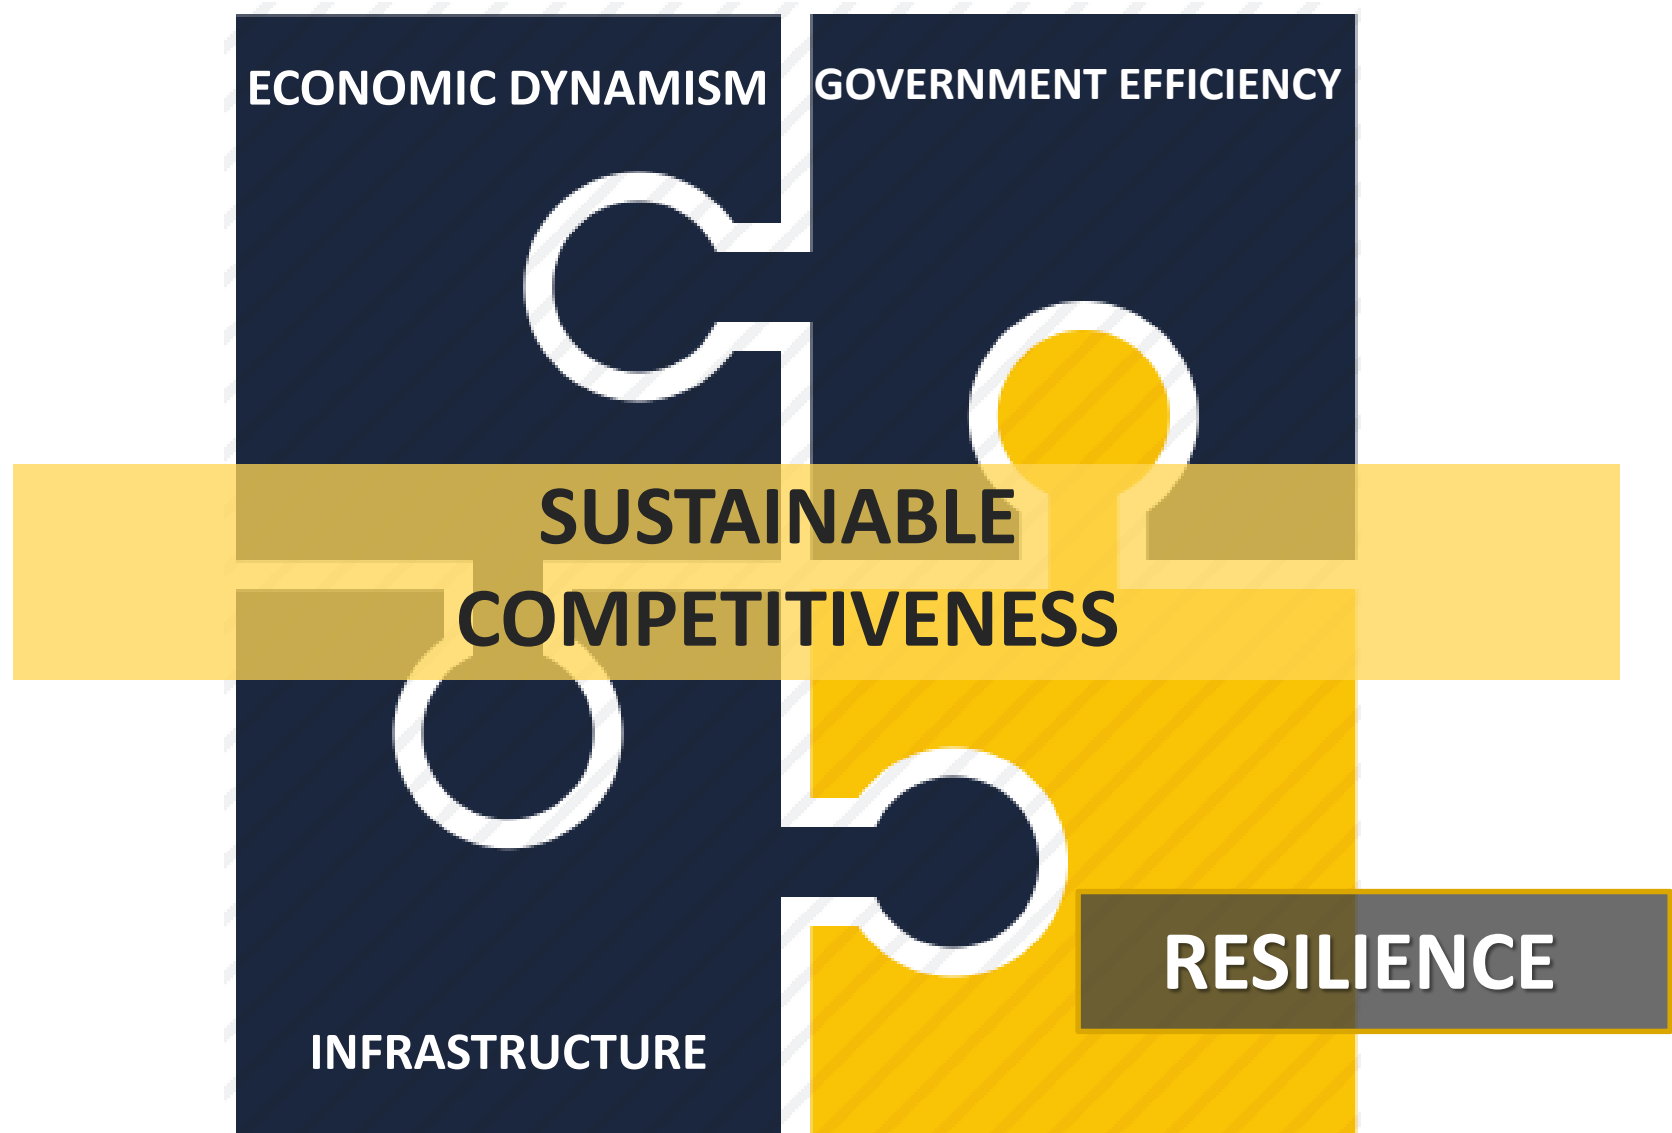 ECONOMIC DYNAMISM
GOVERNMENT EFFICIENCY
SUSTAINABLE
COMPETITIVENESS
RESILIENCE
INFRASTRUCTURE